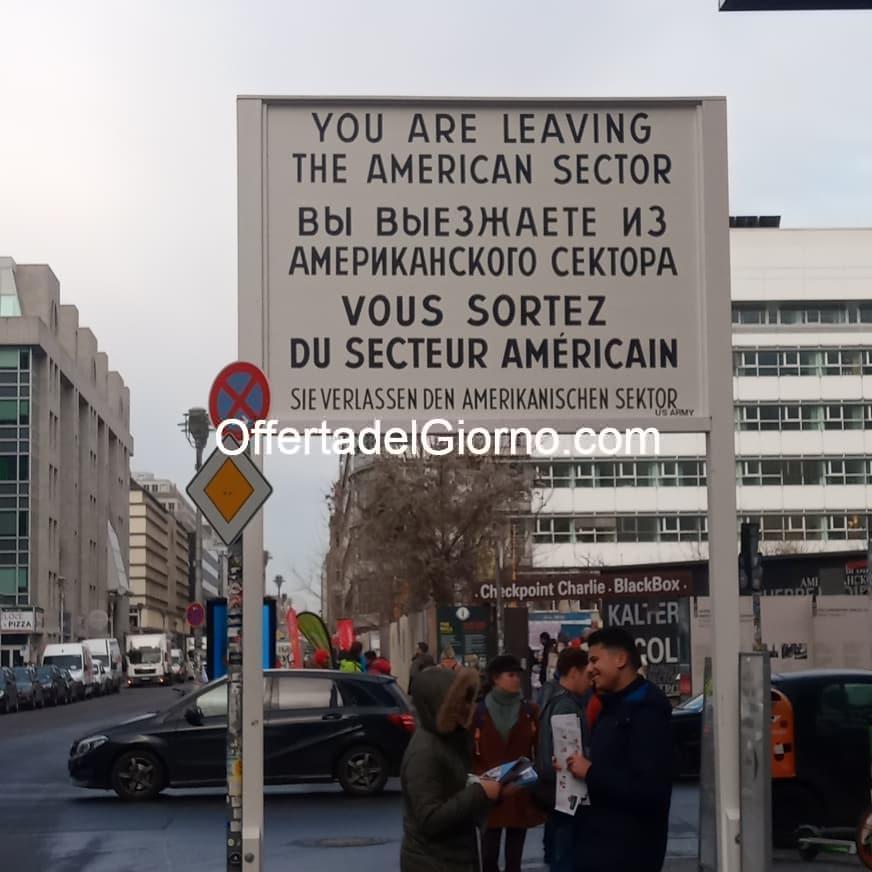 YOU ARE LEAVING
THE AMERICAN SECTOR
ВЫ ВЫЕЗЖАЕТЕ ИЗ
АМЕРИКАНСКОГО СЕКТОРА
VOUS SORTEZ
DU SECTEUR AMÉRICAIN
SIE VERLASSEN DEN AMERIKANISCHEN SEKTOR
US ARMY
OffertadelGiorno.com
Checkpoint Charlie · BlackBox ·
KALTER
PIZZA